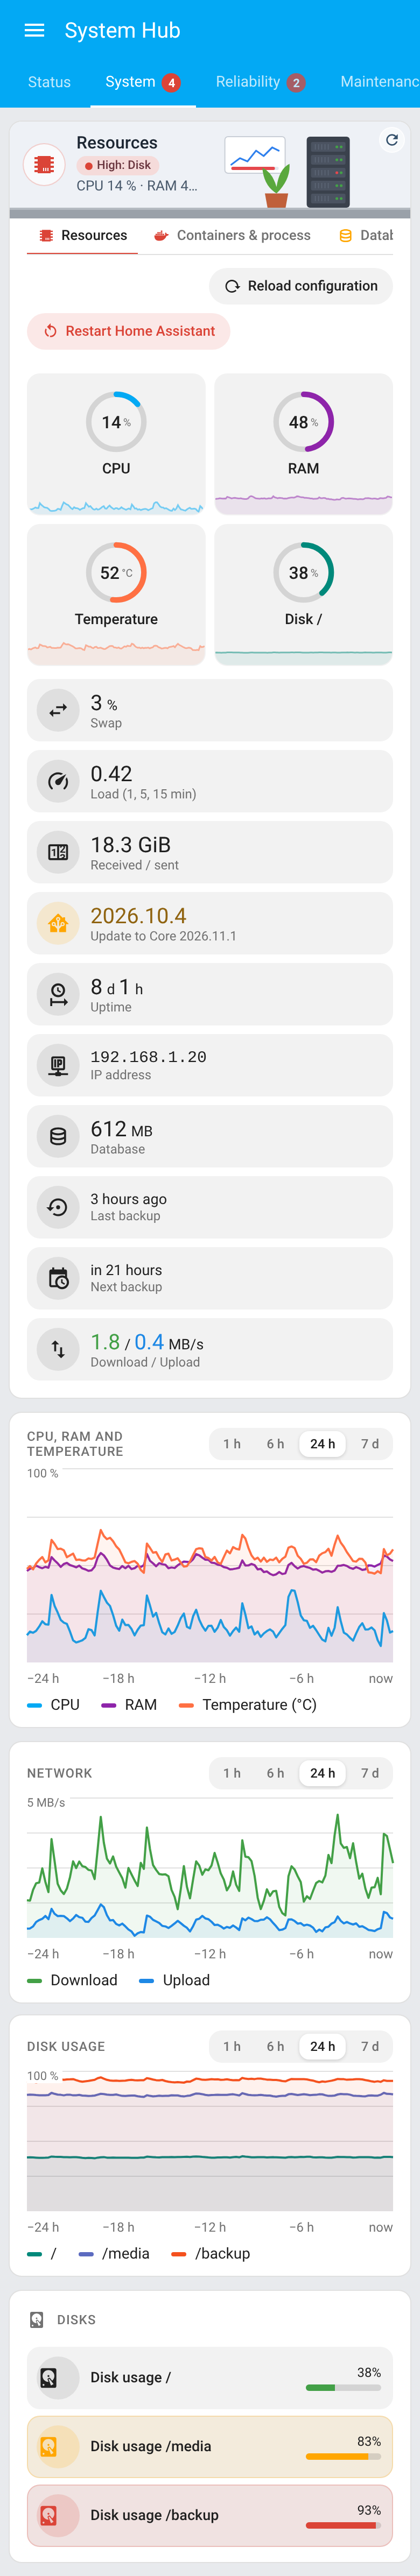 System Hub
Status System 4 Reliability 2 Maintenanc
Resources
High: Disk
CPU 14 % · RAM 4...
Resources Containers & process Datab
Reload configuration
Restart Home Assistant
14 % 48 %
CPU RAM
52 °C 38 %
Temperature Disk /
3 %
Swap
0.42
Load (1, 5, 15 min)
18.3 GiB
Received / sent
2026.10.4
Update to Core 2026.11.1
8 d 1 h
Uptime
192.168.1.20
IP address
612 MB
Database
3 hours ago
Last backup
in 21 hours
Next backup
1.8 / 0.4 MB/s
Download / Upload
CPU, RAM AND
TEMPERATURE
1 h 6 h 24 h 7 d
100 %
−24 h −18 h −12 h −6 h now
CPU RAM Temperature (°C)
NETWORK 1 h 6 h 24 h 7 d
5 MB/s
−24 h −18 h −12 h −6 h now
Download Upload
DISK USAGE 1 h 6 h 24 h 7 d
100 %
−24 h −18 h −12 h −6 h now
/ /media /backup
DISKS
Disk usage / 38%
Disk usage /media 83%
Disk usage /backup 93%